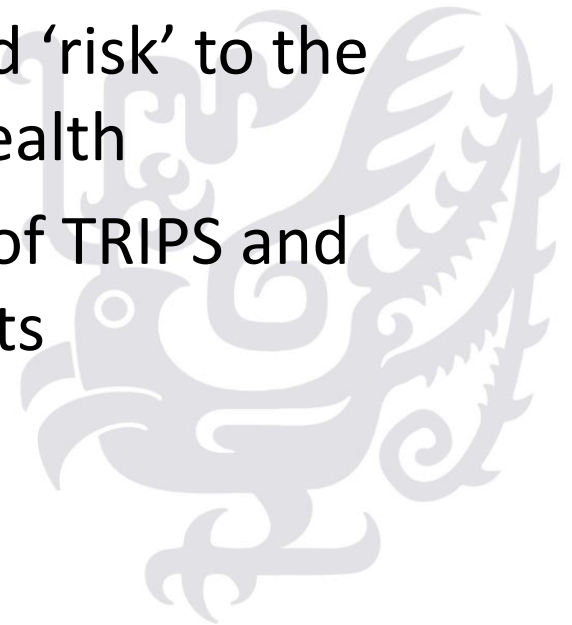 d ‘risk’ to the
ealth
of TRIPS and
ts